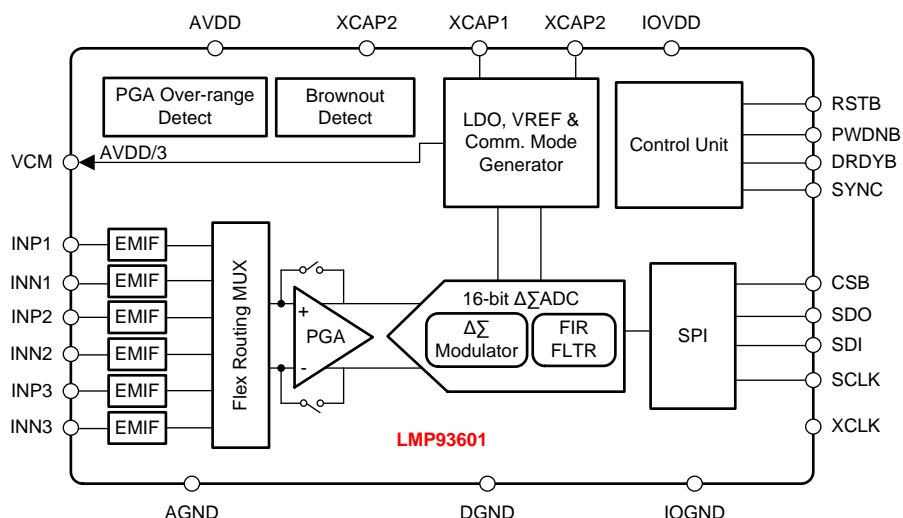 AVDD
XCAP2
XCAP1
XCAP2
IOVDD
PGA Over-range
Detect
Brownout
Detect
LDO, VREF &
Comm. Mode
Generator
Control Unit
RSTB
PWDNB
DRDYB
SYNC
VCM
AVDD/3
INP1
INN1
INP2
INN2
INP3
INN3
EMIF
EMIF
EMIF
EMIF
EMIF
EMIF
Flex Routing MUX
+
PGA
-
16-bit Δ∑ADC
Δ∑
Modulator
FIR
FLTR
SPI
CSB
SDO
SDI
SCLK
XCLK
LMP93601
AGND
DGND
IOGND